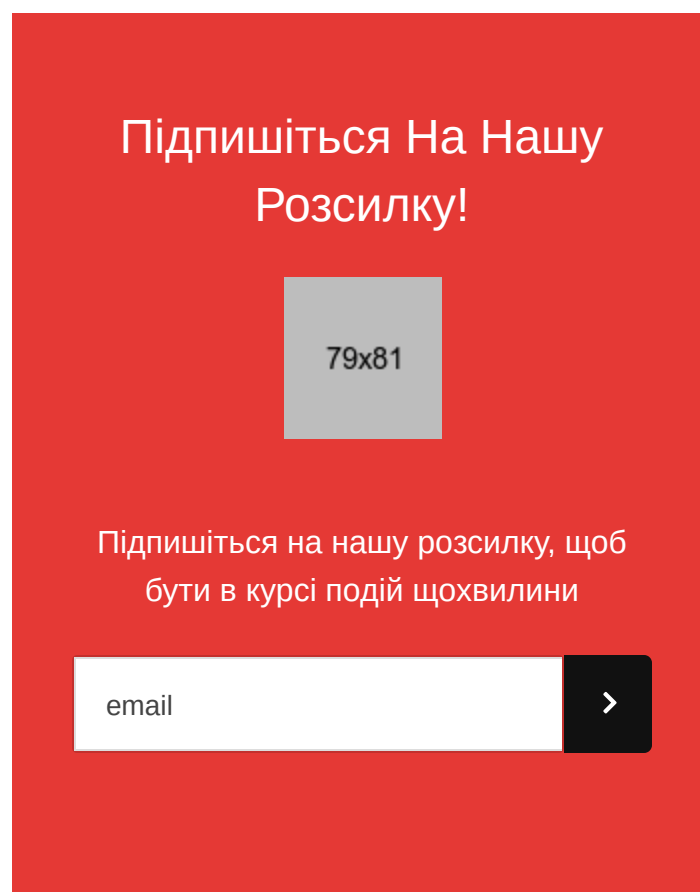 Підпишіться На Нашу
Розсилку!
79x81
Підпишіться на нашу розсилку, щоб
бути в курсі подій щохвилини
email